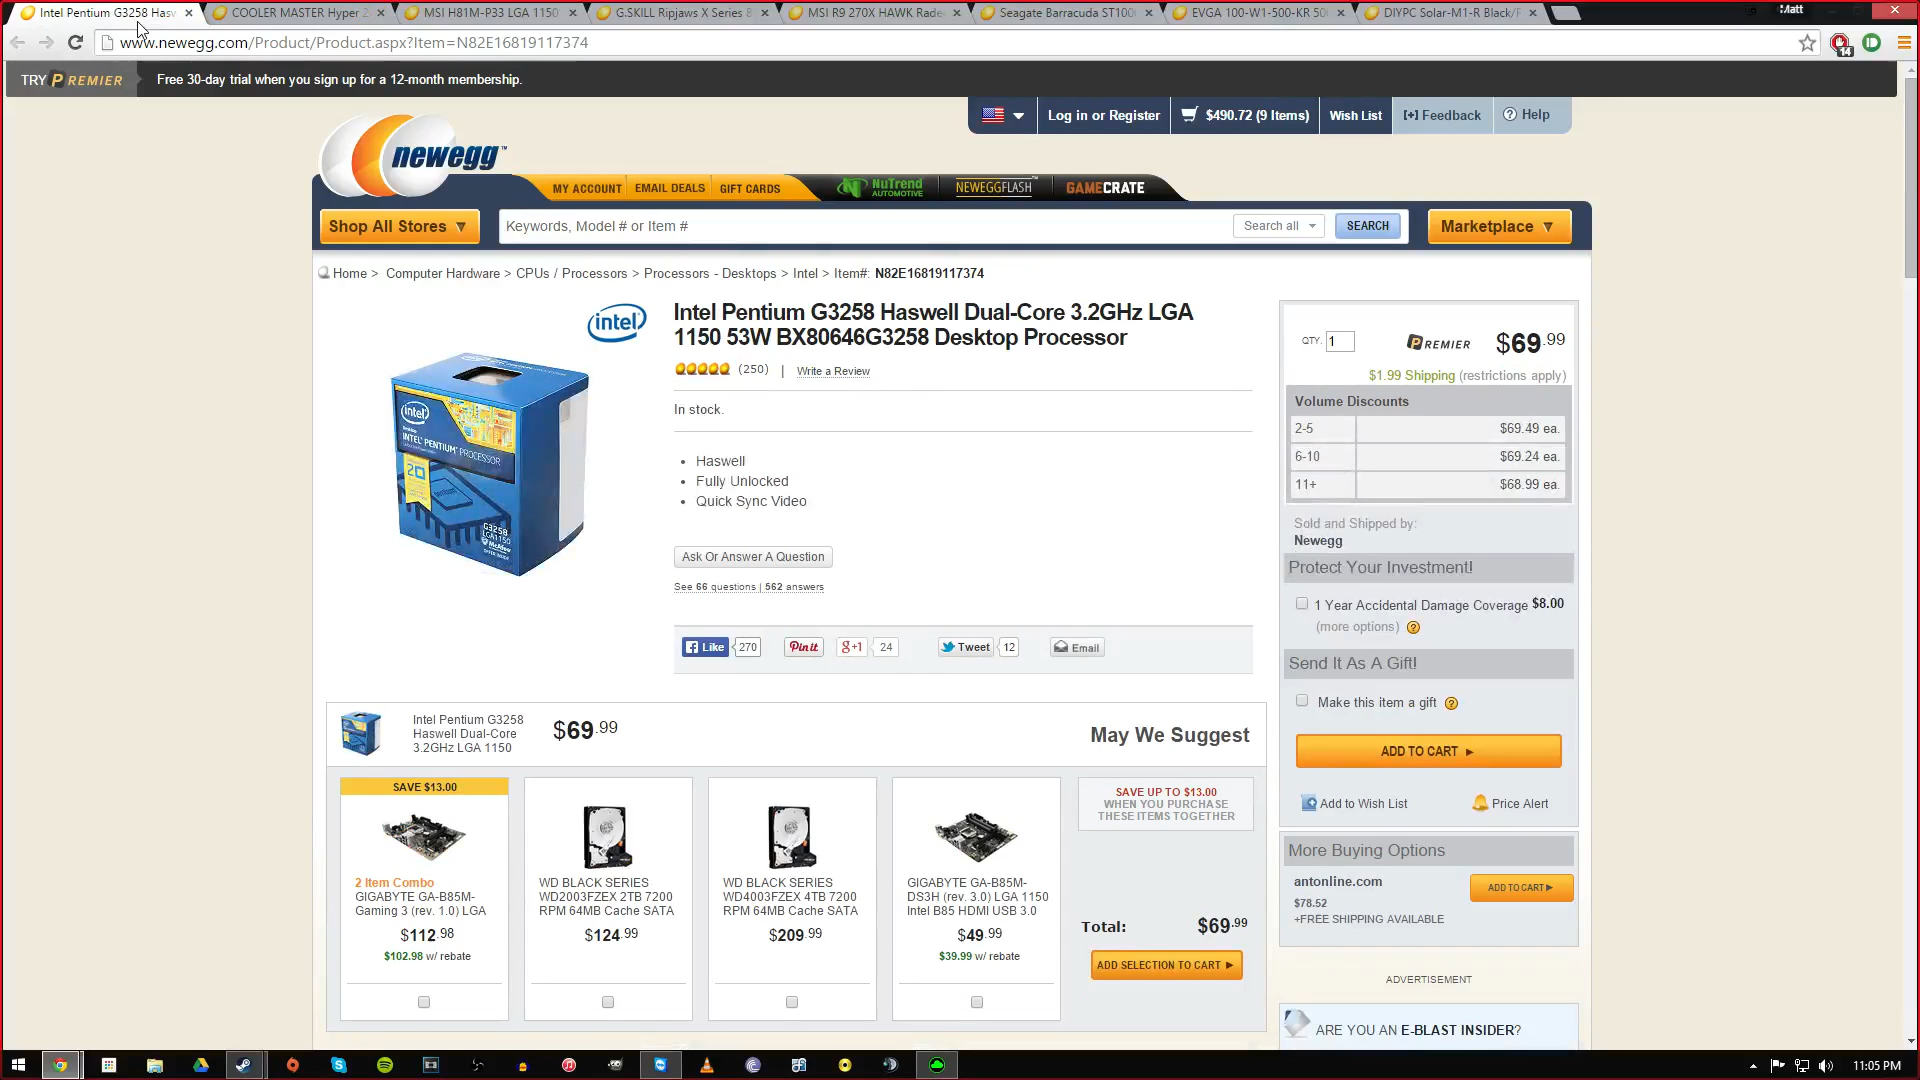 Intel Pentium G3258 Hasw
COOLER MASTER Hyper 2
MSI H81M-P33 LGA 1150
G.SKILL Ripjaws X Series 8
MSI R9 270X HAWK Rade
Seagate Barracuda ST100
EVGA 100-W1-500-KR 50
DIYPC Solar-M1-R Black/F
Matt
www.newegg.com/Product/Product.aspx?Item=N82E16819117374
14
TRY PREMIER
Free 30-day trial when you sign up for a 12-month membership.
Log in or Register
$490.72 (9 Items)
Wish List
[+] Feedback
? Help
newegg™
MY ACCOUNT
EMAIL DEALS
GIFT CARDS
NUTREND AUTOMOTIVE
NEWEGGFLASH™
GAMECRATE
Shop All Stores ▼
Keywords, Model # or Item #
Search all
SEARCH
Marketplace ▼
Home > Computer Hardware > CPUs / Processors > Processors - Desktops > Intel > Item#: N82E16819117374
intel
Intel Pentium G3258 Haswell Dual-Core 3.2GHz LGA
1150 53W BX80646G3258 Desktop Processor
(250) | Write a Review
In stock.
• Haswell
• Fully Unlocked
• Quick Sync Video
intel
INTEL® PENTIUM® PROCESSOR
20
G3258
LGA1150
McAfee
Ask Or Answer A Question
See 66 questions | 562 answers
Like 270
Pin it
g+1 24
Tweet 12
Email
QTY. 1
PREMIER
$69.99
$1.99 Shipping (restrictions apply)
Volume Discounts
2-5 $69.49 ea.
6-10 $69.24 ea.
11+ $68.99 ea.
Sold and Shipped by:
Newegg
Protect Your Investment!
1 Year Accidental Damage Coverage $8.00
(more options) ?
Send It As A Gift!
Make this item a gift ?
ADD TO CART ►
Add to Wish List
Price Alert
More Buying Options
antonline.com
$78.52
+FREE SHIPPING AVAILABLE
ADD TO CART ►
ADVERTISEMENT
ARE YOU AN E-BLAST INSIDER?
Intel Pentium G3258
Haswell Dual-Core
3.2GHz LGA 1150
$69.99
May We Suggest
SAVE $13.00
2 Item Combo
GIGABYTE GA-B85M-
Gaming 3 (rev. 1.0) LGA
$112.98
$102.98 w/ rebate
WD BLACK SERIES
WD2003FZEX 2TB 7200
RPM 64MB Cache SATA
$124.99
WD BLACK SERIES
WD4003FZEX 4TB 7200
RPM 64MB Cache SATA
$209.99
GIGABYTE GA-B85M-
DS3H (rev. 3.0) LGA 1150
Intel B85 HDMI USB 3.0
$49.99
$39.99 w/ rebate
SAVE UP TO $13.00
WHEN YOU PURCHASE
THESE ITEMS TOGETHER
Total: $69.99
ADD SELECTION TO CART ►
11:05 PM